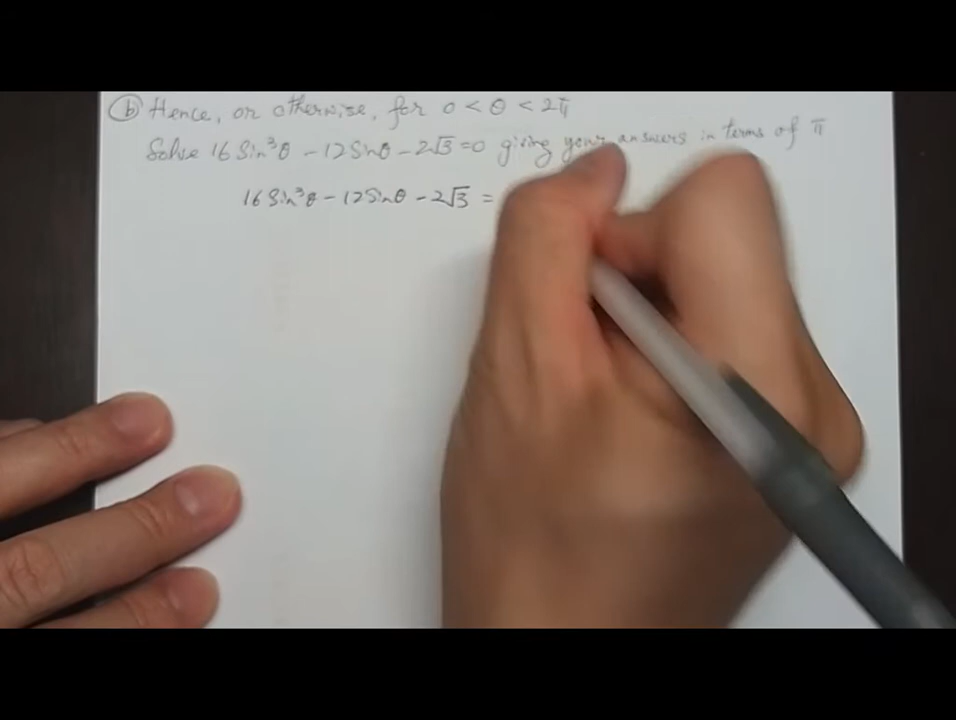 (b) Hence, or otherwise, for 0 < θ < 2π
Solve 16 Sin³θ - 12 Sinθ - 2√3 = 0 giving your answers in terms of π
16 Sin³θ - 12 Sinθ - 2√3 =